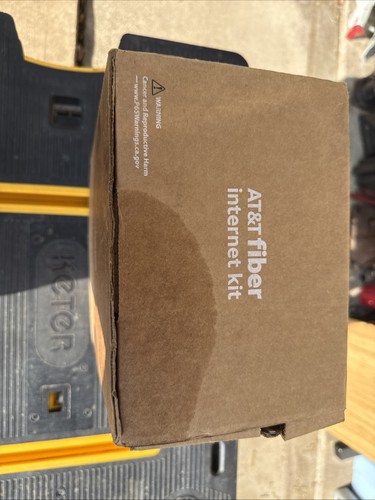 WARNING
Cancer and Reproductive Harm
—www.P65Warnings.ca.gov
AT&T fiber
internet kit
KETER